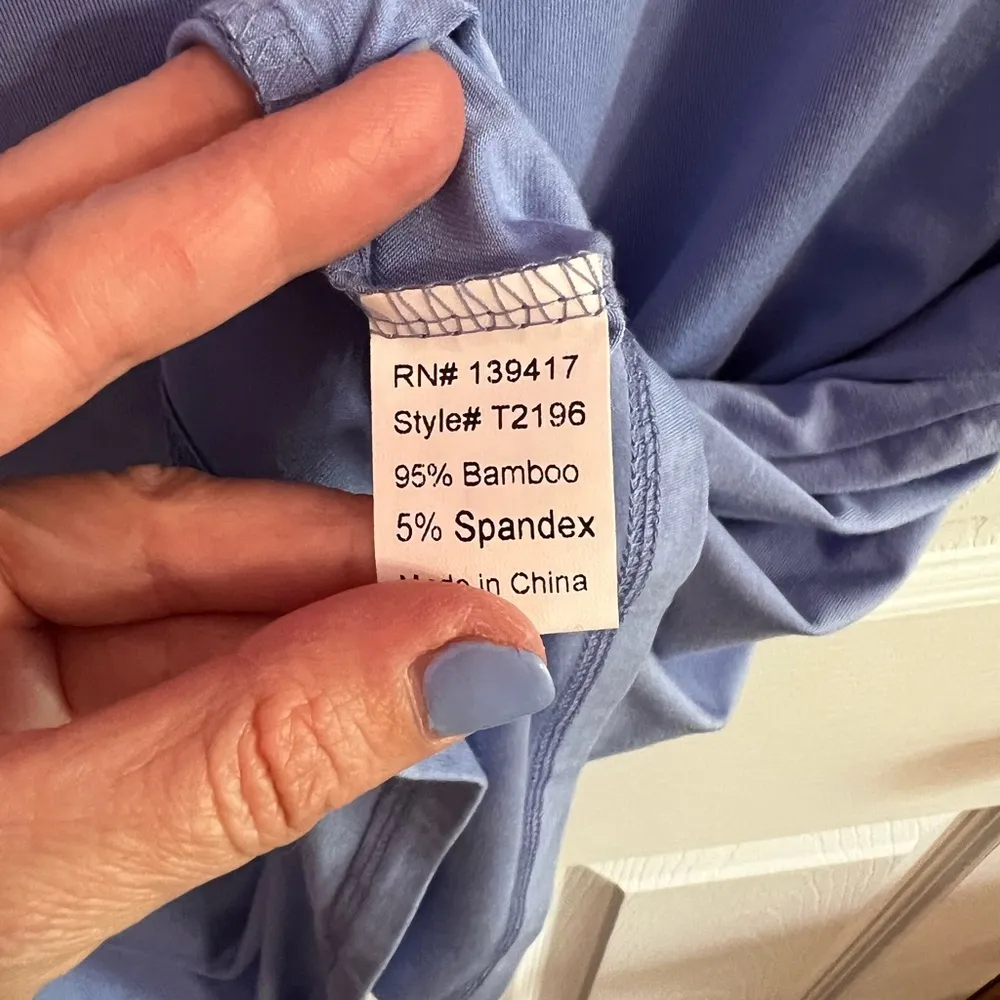 RN# 139417
Style# T2196
95% Bamboo
5% Spandex
Made in China